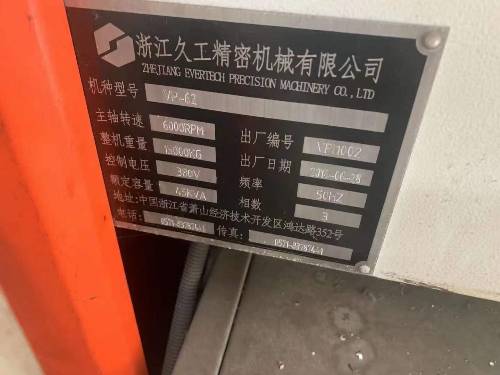 浙江久工精密机械有限公司
ZHEJIANG EVERTECH PRECISION MACHINERY CO.,LTD
机种型号 VP-62
主轴转速 6000RPM 出厂编号
整机重量 15000KG 出厂日期
控制电压 380V 频率 50HZ
额定容量 45KVA 相数 3
地址:中国浙江省萧山经济技术开发区鸿达路352号
电话: 传真: